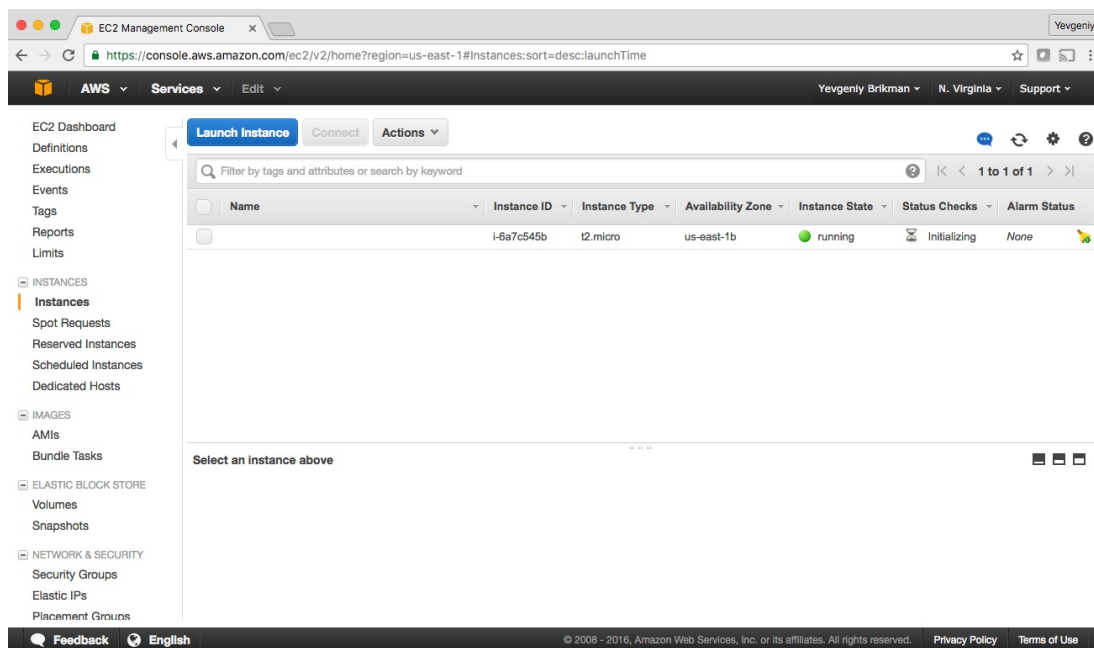 EC2 Management Console
Yevgeniy
https://console.aws.amazon.com/ec2/v2/home?region=us-east-1#Instances:sort=desc:launchTime
AWS Services Edit Yevgeniy Brikman N. Virginia Support
EC2 Dashboard
Definitions
Executions
Events
Tags
Reports
Limits
INSTANCES
Instances
Spot Requests
Reserved Instances
Scheduled Instances
Dedicated Hosts
IMAGES
AMIs
Bundle Tasks
ELASTIC BLOCK STORE
Volumes
Snapshots
NETWORK & SECURITY
Security Groups
Elastic IPs
Placement Groups
Launch Instance Connect Actions
Filter by tags and attributes or search by keyword 1 to 1 of 1
Name Instance ID Instance Type Availability Zone Instance State Status Checks Alarm Status
i-6a7c545b t2.micro us-east-1b running Initializing None
Select an instance above
Feedback English © 2008 - 2016, Amazon Web Services, Inc. or its affiliates. All rights reserved. Privacy Policy Terms of Use